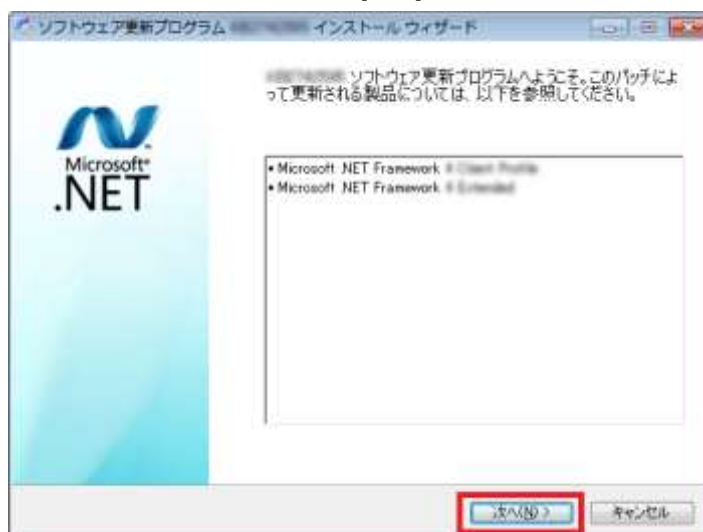 ソフトウェア更新プログラム インストール ウィザード
ソフトウェア更新プログラムへようこそ。このパッチによ
って更新される製品については、以下を参照してください。
Microsoft
.NET
• Microsoft .NET Framework
• Microsoft .NET Framework
次へ(N) >
キャンセル